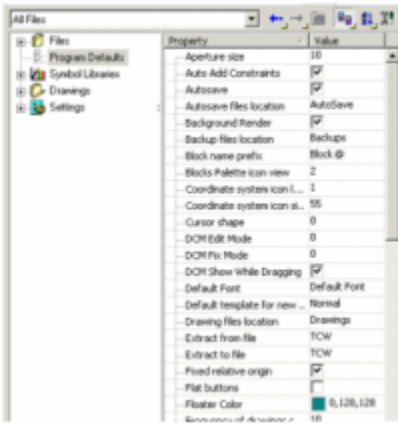 All Files
Files
Program Defaults
Symbol Libraries
Drawings
Settings
Property Value
Aperture size 10
Auto Add Constraints
Autosave
Autosave files location AutoSave
Background Render
Backup files location Backups
Block name prefix Block @
Blocks Palette icon view 2
Coordinate system icon l... 1
Coordinate system icon si... 55
Cursor shape 0
DCM Edit Mode 0
DCM Fix Mode 0
DCM Show While Dragging
Default Font Default Font
Default template for new ... Normal
Drawing files location Drawings
Extract from file TCW
Extract to file TCW
Fixed relative origin
Flat buttons
Floater Color 0,128,128
Frequency of drawings c... 10